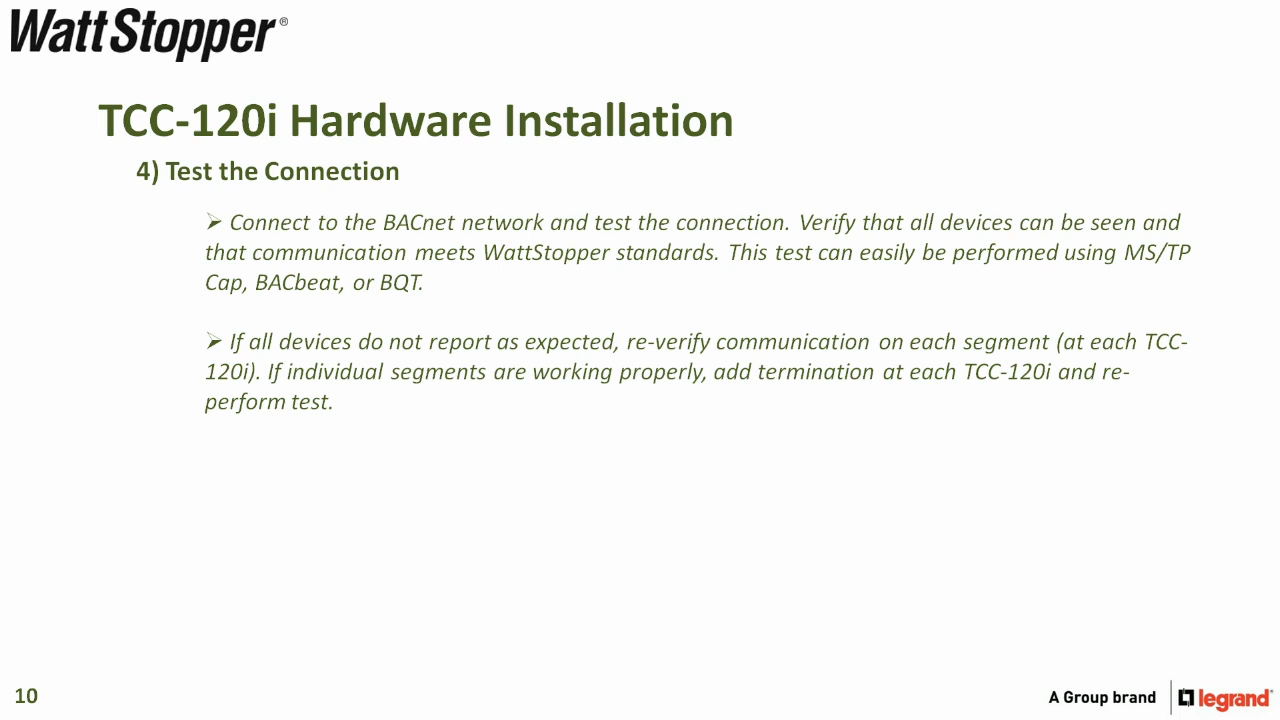 WattStopper®
TCC-120i Hardware Installation
4) Test the Connection
➢ Connect to the BACnet network and test the connection. Verify that all devices can be seen and
that communication meets WattStopper standards. This test can easily be performed using MS/TP
Cap, BACbeat, or BQT.
➢ If all devices do not report as expected, re-verify communication on each segment (at each TCC-
120i). If individual segments are working properly, add termination at each TCC-120i and re-
perform test.
10
A Group brand legrand®